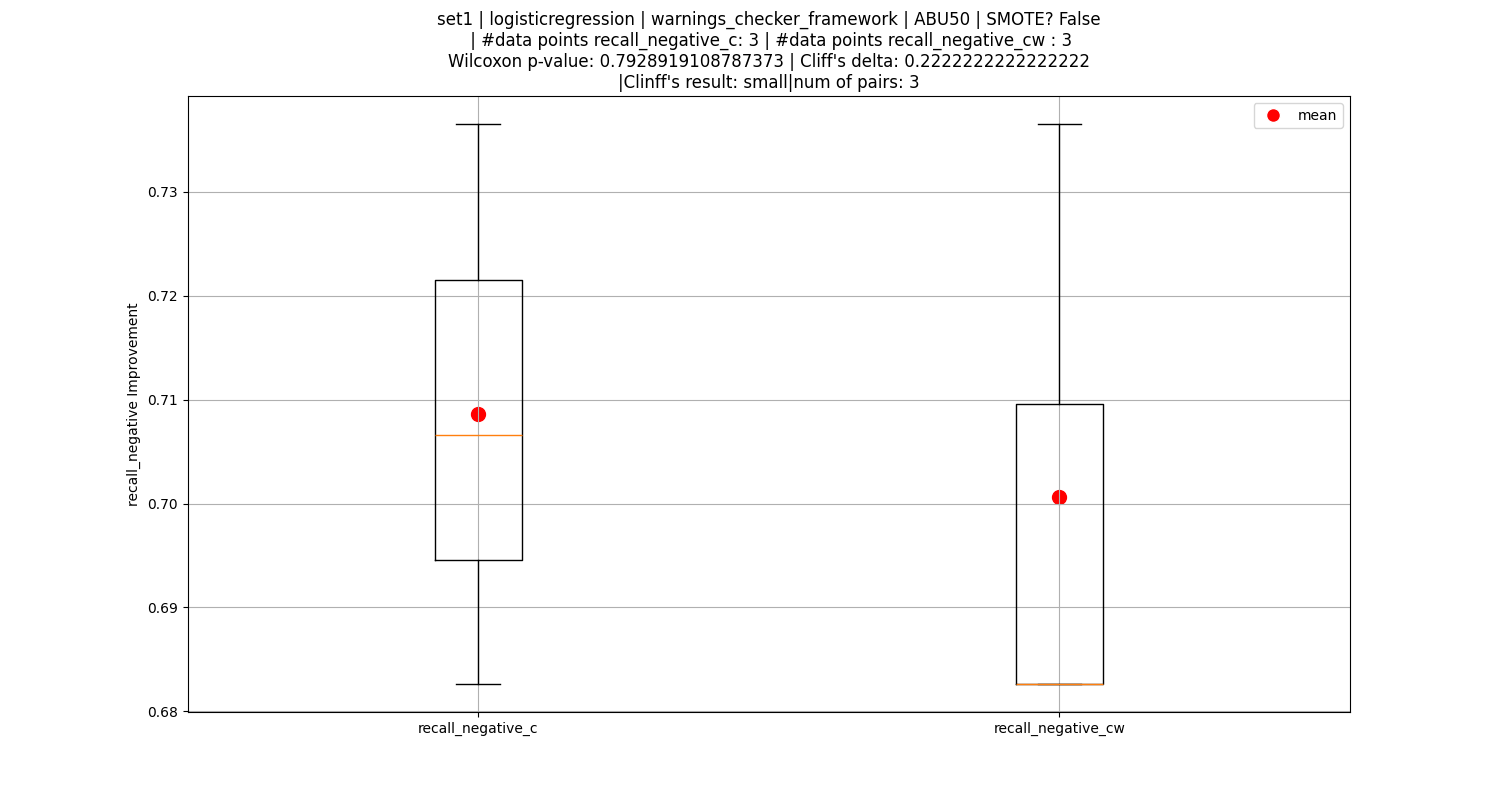 set1 | logisticregression | warnings_checker_framework | ABU50 | SMOTE? False
| #data points recall_negative_c: 3 | #data points recall_negative_cw : 3
Wilcoxon p-value: 0.7928919108787373 | Cliff's delta: 0.2222222222222222
|Clinff's result: small|num of pairs: 3
mean
0.73
0.72
0.71
0.70
0.69
0.68
recall_negative Improvement
recall_negative_c
recall_negative_cw